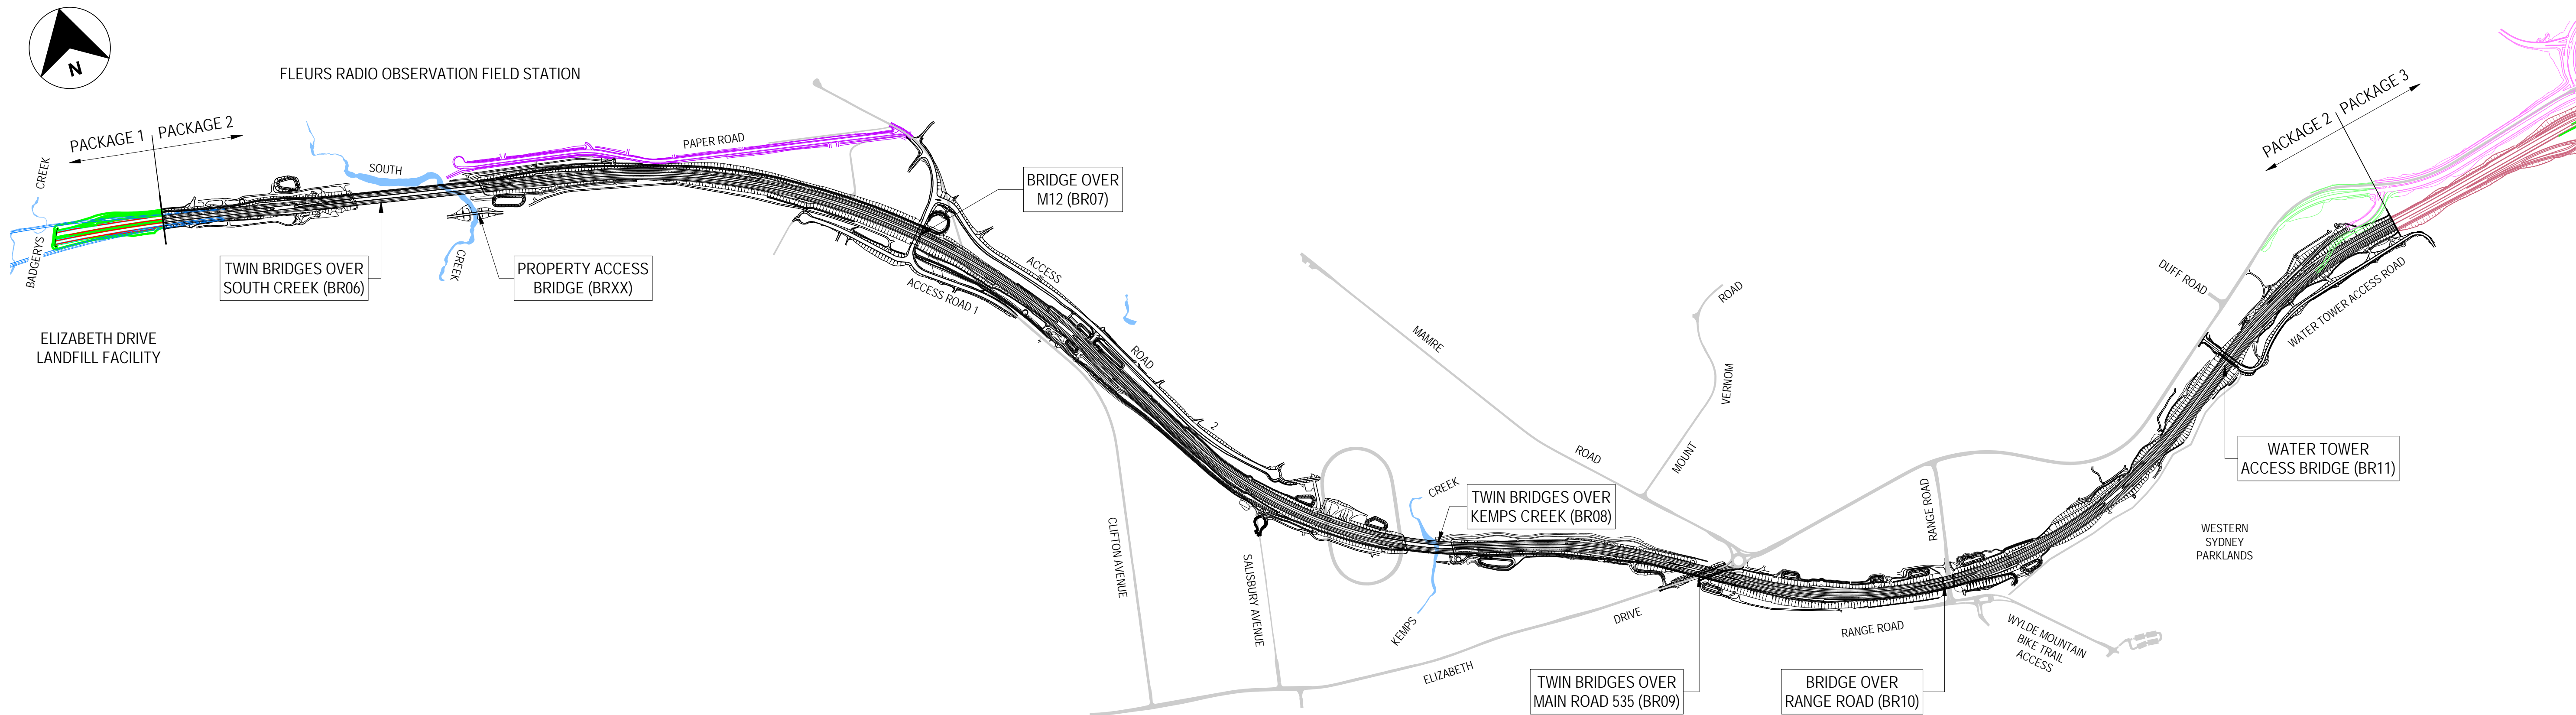 N
FLEURS RADIO OBSERVATION FIELD STATION
PACKAGE 1
PACKAGE 2
BADGERYS
CREEK
SOUTH
CREEK
PAPER ROAD
TWIN BRIDGES OVER
SOUTH CREEK (BR06)
PROPERTY ACCESS
BRIDGE (BRXX)
ELIZABETH DRIVE
LANDFILL FACILITY
BRIDGE OVER
M12 (BR07)
ACCESS ROAD 1
ACCESS
ROAD
2
CLIFTON AVENUE
SALISBURY AVENUE
KEMPS
CREEK
TWIN BRIDGES OVER
KEMPS CREEK (BR08)
MAMRE
ROAD
MOUNT
VERNOM
ROAD
ELIZABETH
DRIVE
TWIN BRIDGES OVER
MAIN ROAD 535 (BR09)
RANGE ROAD
BRIDGE OVER
RANGE ROAD (BR10)
RANGE ROAD
WYLDE MOUNTAIN
BIKE TRAIL
ACCESS
WESTERN
SYDNEY
PARKLANDS
DUFF ROAD
WATER TOWER ACCESS ROAD
WATER TOWER
ACCESS BRIDGE (BR11)
PACKAGE 2
PACKAGE 3